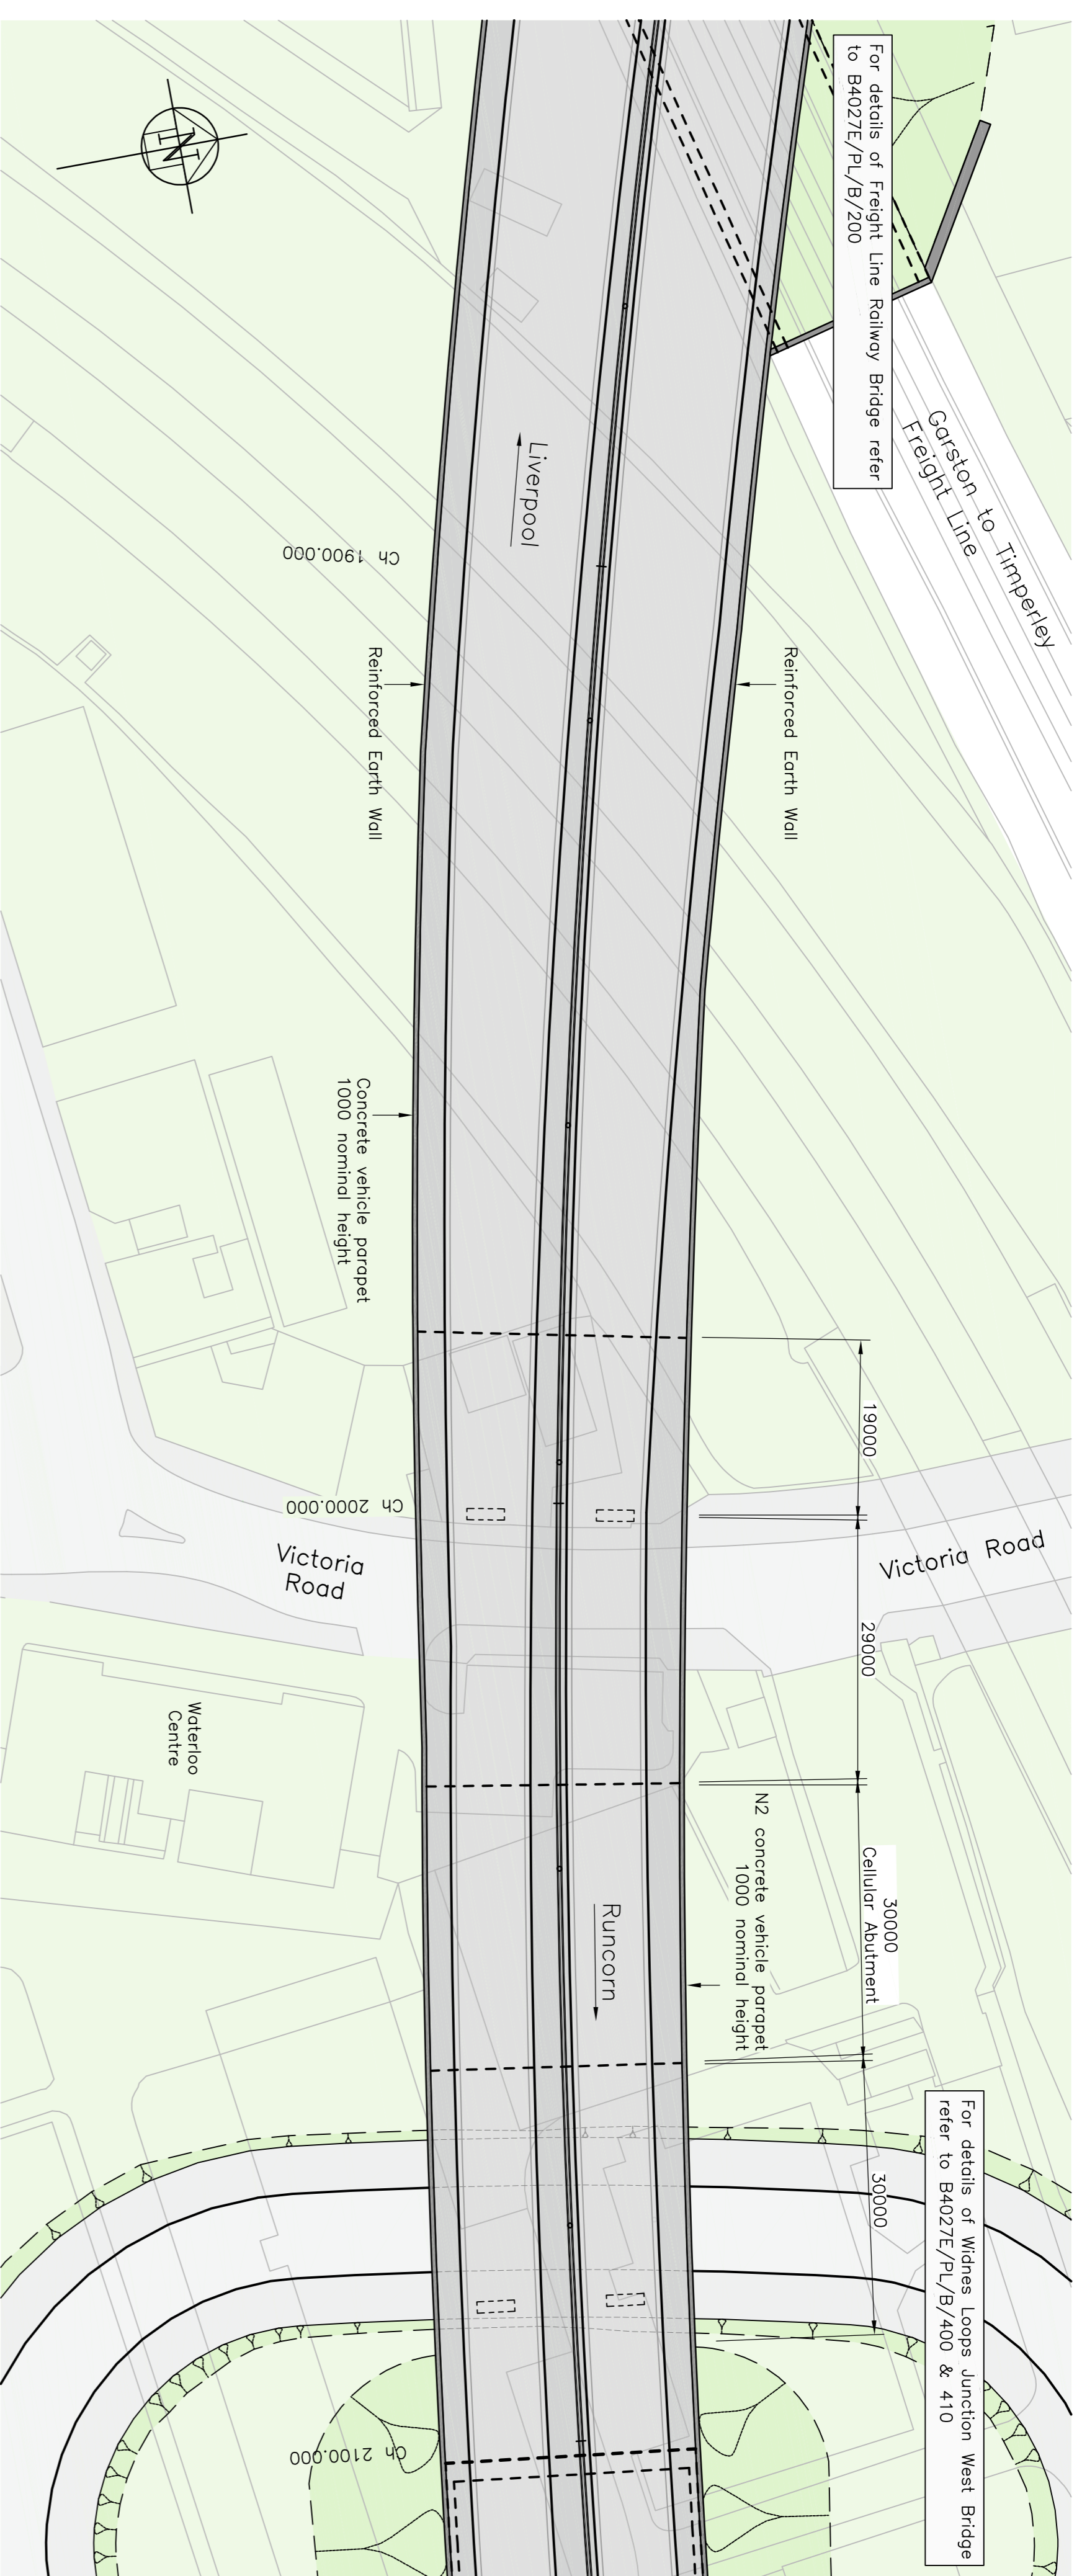 For details of Freight Line Railway Bridge refer
to B4027E/PL/B/200
Garston to Timperley
Freight Line
N
Liverpool
Ch 1900.000
Reinforced Earth Wall
Reinforced Earth Wall
Concrete vehicle parapet
1000 nominal height
19000
Ch 2000.000
Victoria
Road
Victoria Road
29000
Waterloo
Centre
N2 concrete vehicle parapet
1000 nominal height
30000
Cellular Abutment
Runcorn
30000
For details of Widnes Loops Junction West Bridge
refer to B4027E/PL/B/400 & 410
Ch 2100.000